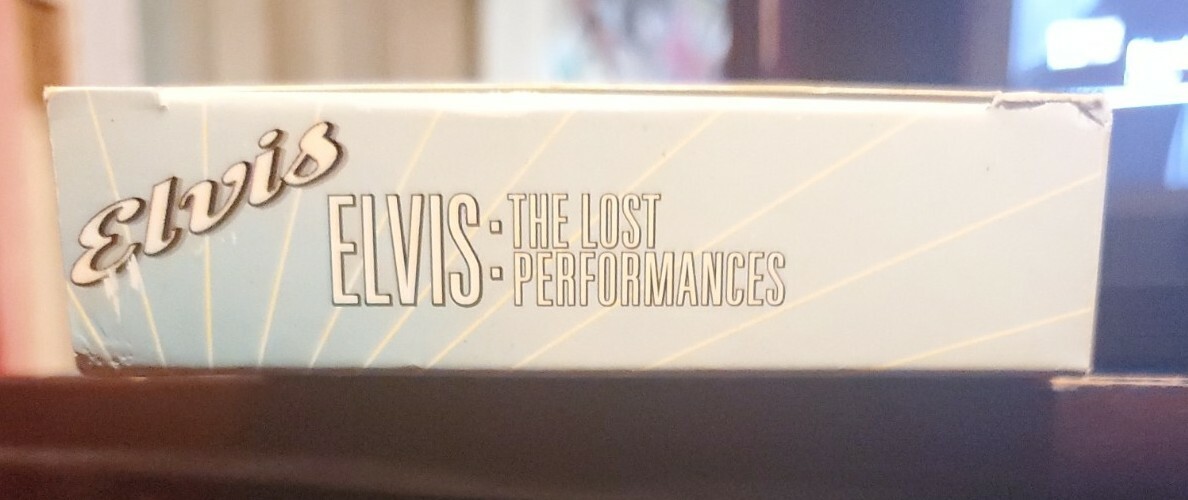 Elvis
ELVIS: THE LOST
PERFORMANCES